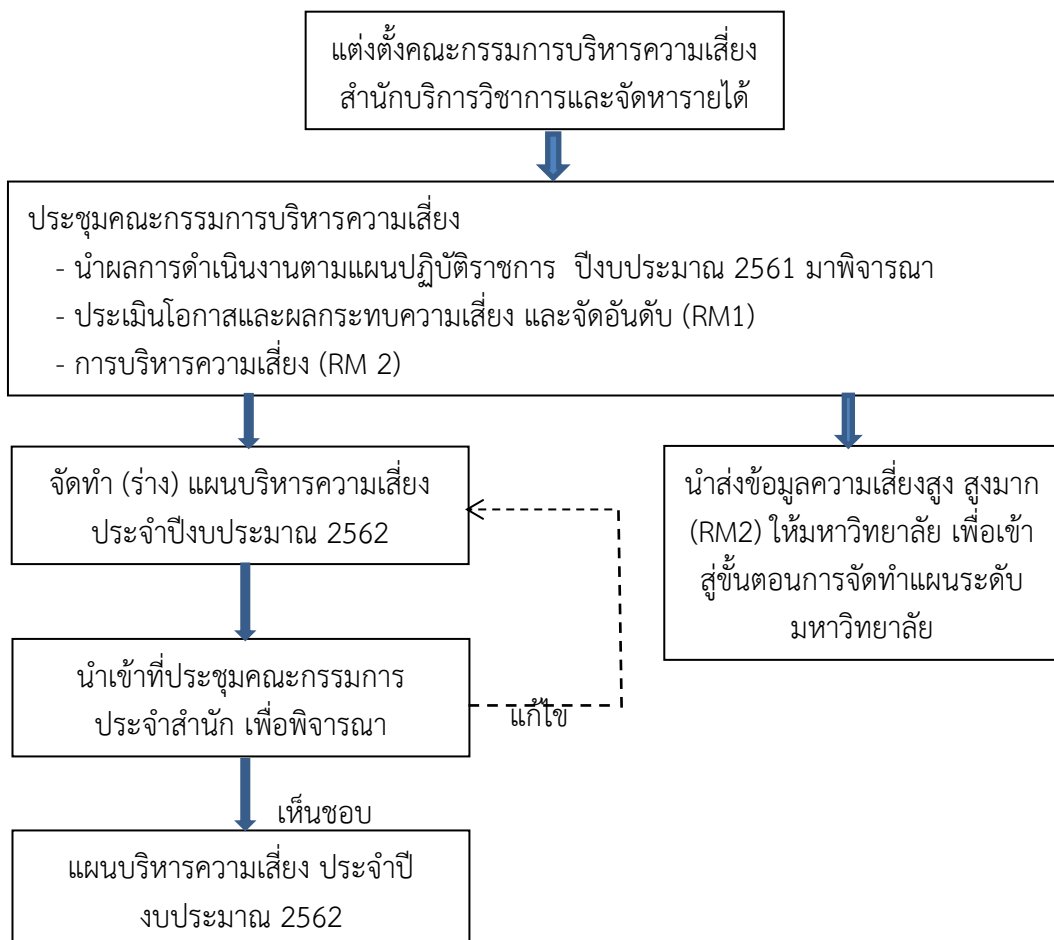 แต่งตั้งคณะกรรมการบริหารความเสี่ยง
สำนักบริการวิชาการและจัดหารายได้
ประชุมคณะกรรมการบริหารความเสี่ยง
- นำผลการดำเนินงานตามแผนปฏิบัติราชการ ปีงบประมาณ 2561 มาพิจารณา
- ประเมินโอกาสและผลกระทบความเสี่ยง และจัดอันดับ (RM1)
- การบริหารความเสี่ยง (RM 2)
จัดทำ (ร่าง) แผนบริหารความเสี่ยง
ประจำปีงบประมาณ 2562
นำส่งข้อมูลความเสี่ยงสูง สูงมาก
(RM2) ให้มหาวิทยาลัย เพื่อเข้า
สู่ขั้นตอนการจัดทำแผนระดับ
มหาวิทยาลัย
นำเข้าที่ประชุมคณะกรรมการ
ประจำสำนัก เพื่อพิจารณา
แก้ไข
เห็นชอบ
แผนบริหารความเสี่ยง ประจำปี
งบประมาณ 2562